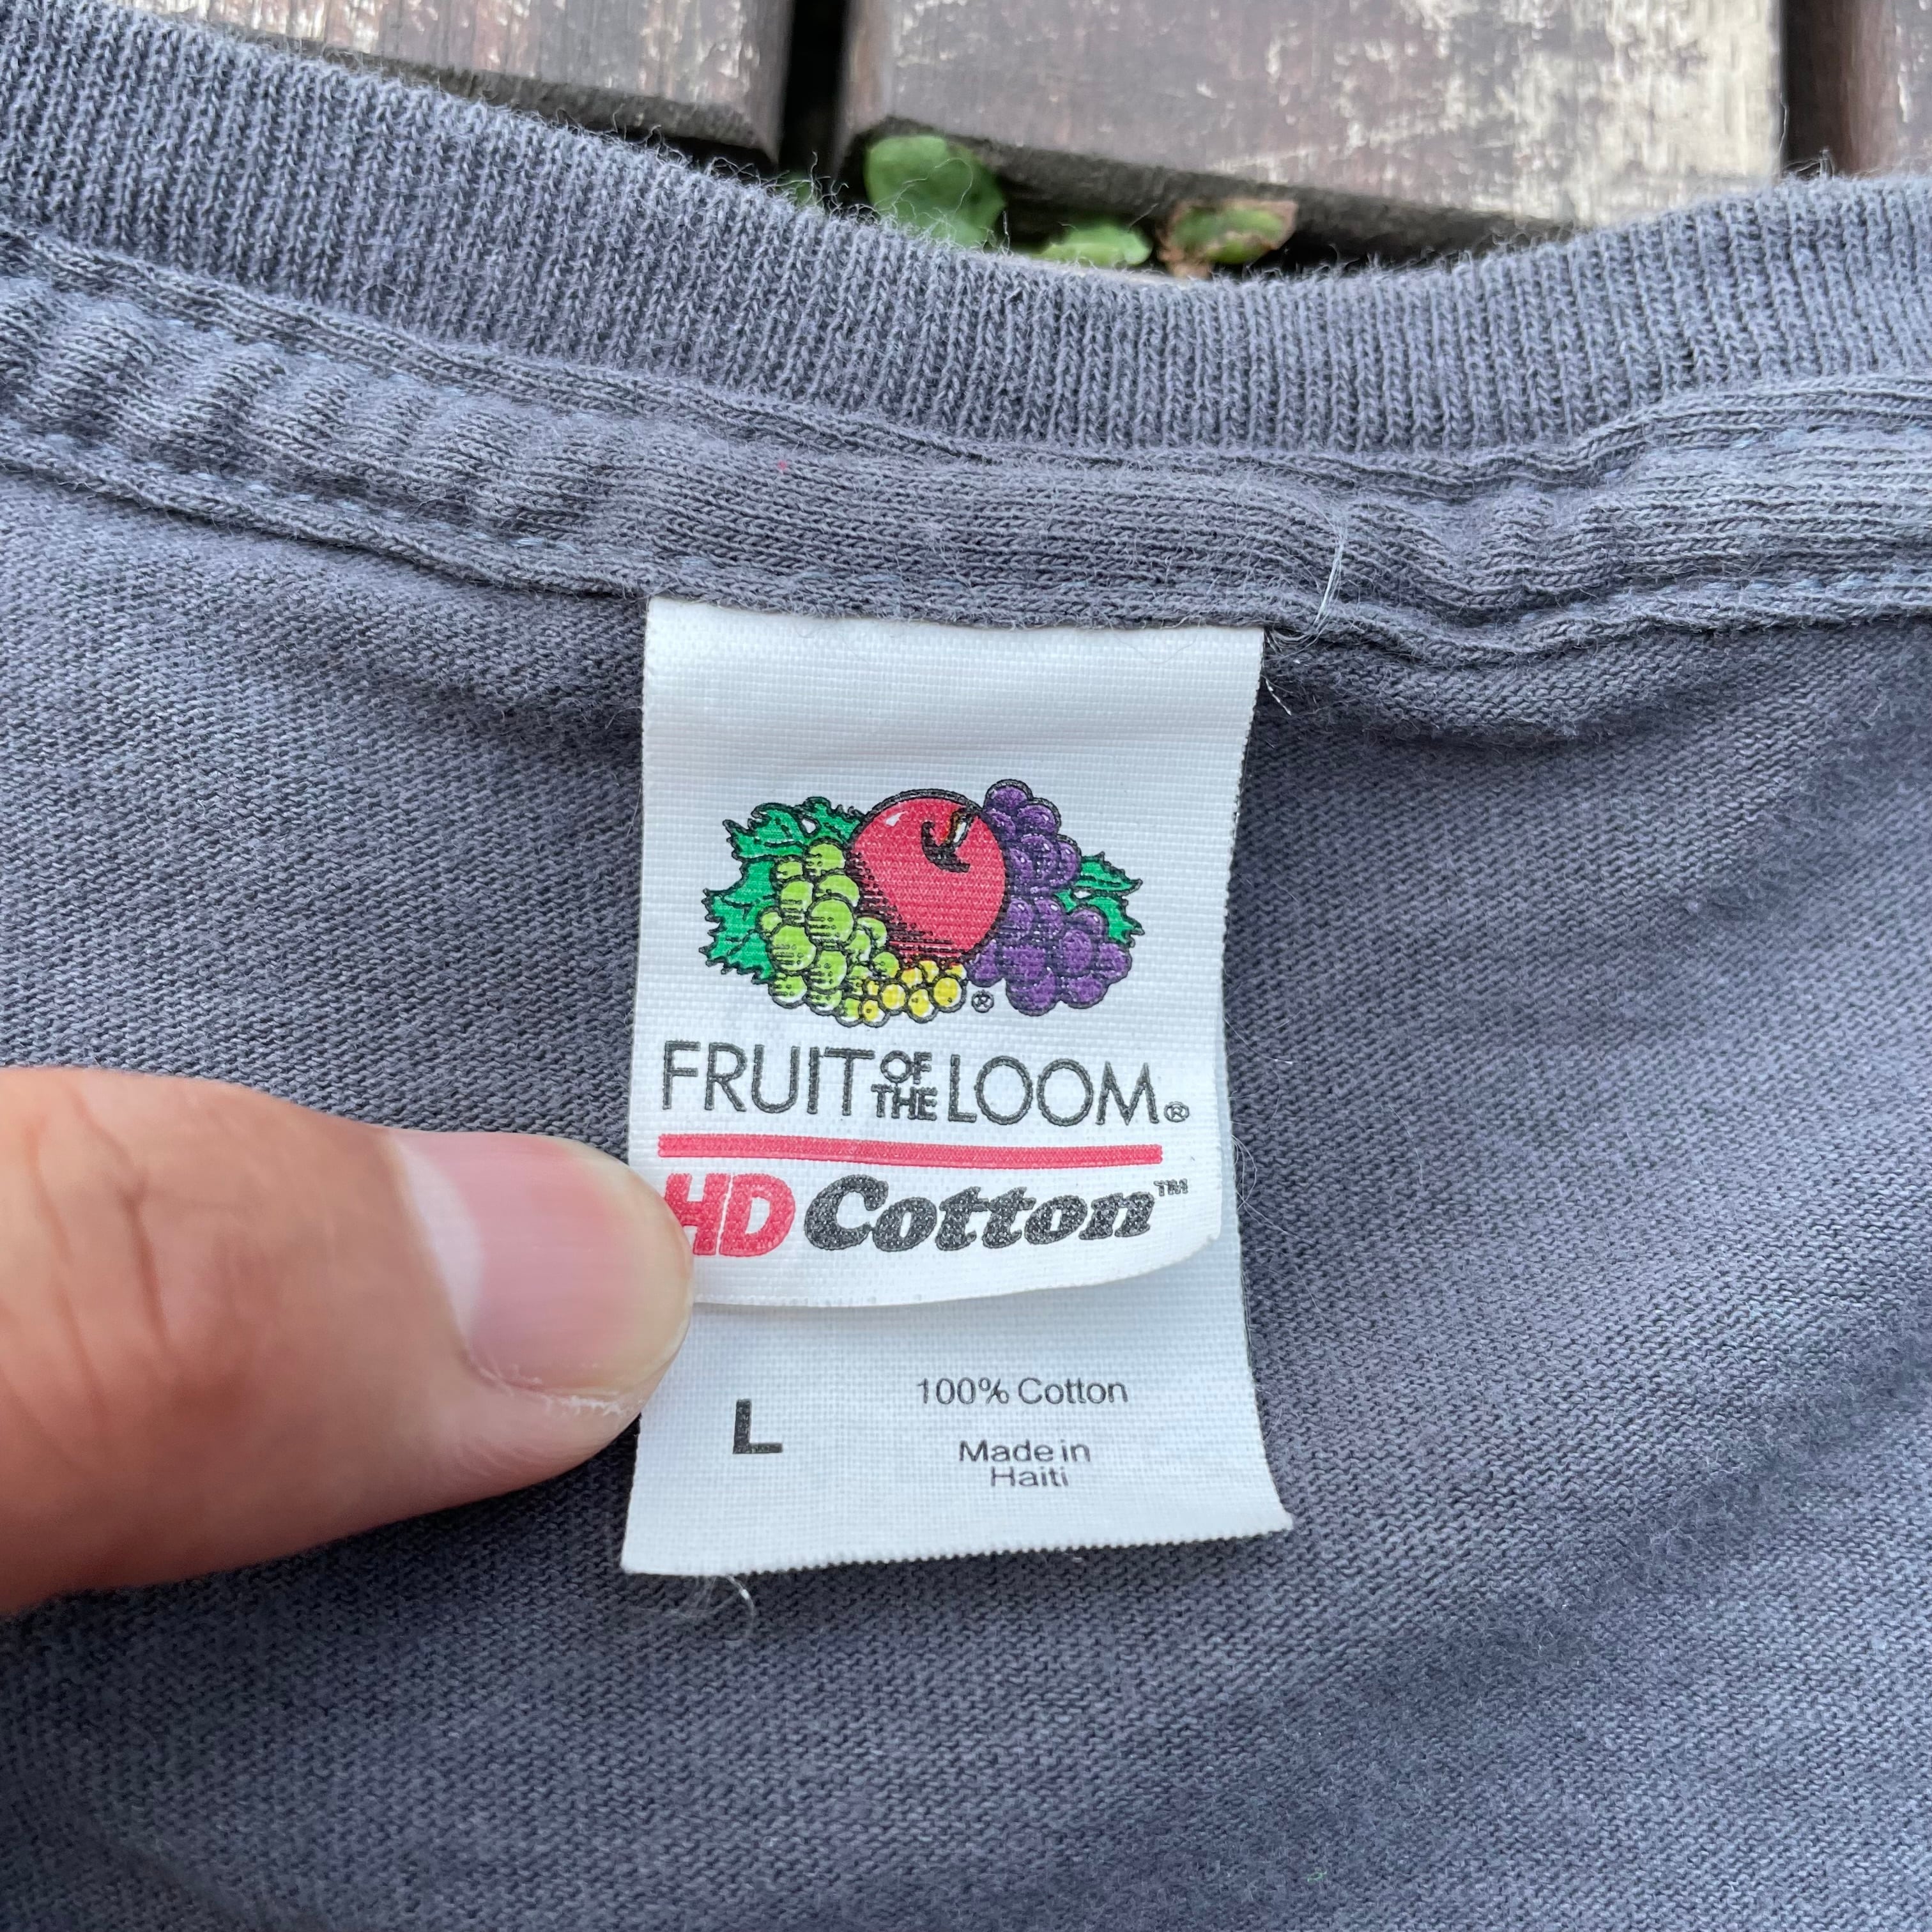 ®
FRUIT OF THE LOOM®
HD Cotton™
L
100% Cotton
Made in
Haiti